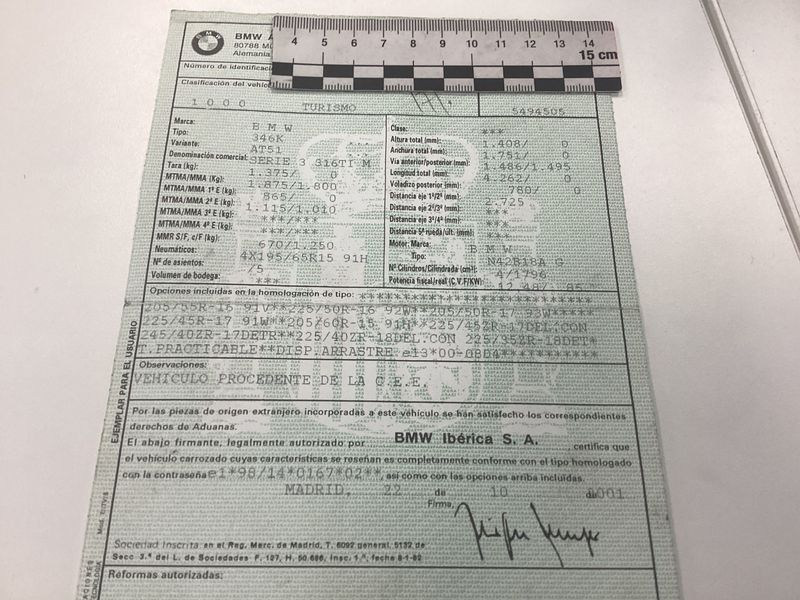 BMW
80788
Alemania
4 5 6 7 8 9 10 11 12 13 14
15 cm
Número de identificaci
Clasificación del vehíc
1000 TURISMO 5494505
Marca: BMW
Tipo: 346K
Variante: AT51
Denominación comercial: SERIE 3 316TI M
Tara (kg): 1.375/ 0
MTMA/MMA (Kg): 1.875/1.800
MTMA/MMA 1º E (kg): 865/ 0
MTMA/MMA 2º E (kg): 1.115/1.010
MTMA/MMA 3º E (kg): ***/***
MTMA/MMA 4º E (kg): ***/***
MMR S/F, c/F (kg): 670/1.250
Neumáticos: 4X195/65R15 91H
Nº de asientos: /5
Volumen de bodega: ***
Clase: ***
Altura total (mm): 1.408/ 0
Anchura total (mm): 1.751/ 0
Vía anterior/posterior (mm): 1.486/1.495
Longitud total (mm): 4.262/ 0
Voladizo posterior (mm): 780/ 0
Distancia eje 1º/2º (mm): 2.725
Distancia eje 2º/3º (mm): ***
Distancia eje 3º/4º (mm): ***
Distancia 5ª rueda/últ. (mm): ***
Motor: Marca: BMW
Tipo: N42B18A G
Nº Cilindros/Cilindrada (cm³): 4/1796
Potencia fiscal/real (C.V.F/KW): 12,48/ 85
Opciones incluidas en la homologación de tipo: **************************
205/55R-16 91V**225/50R-16 92W**205/50R-17 93W*****
225/45R-17 91W**205/60R-15 91H**225/45ZR-17DEL.CON
245/40ZR-17DETR**225/40ZR-18DEL.CON 225/35ZR-18DET*
T.PRACTICABLE**DISP.ARRASTRE e13*00-0804***********
Observaciones:
VEHICULO PROCEDENTE DE LA C.E.E.
EJEMPLAR PARA EL USUARIO
Por las piezas de origen extranjero incorporadas a este vehículo se han satisfecho los correspondientes
derechos de Aduanas.
El abajo firmante, legalmente autorizado por BMW Ibérica S. A. certifica que
el vehículo carrozado cuyas características se reseñan es completamente conforme con el tipo homologado
con la contraseña e1*98/14*0167*02**, así como con las opciones arriba incluidas.
MADRID, 22 de 10 de 001
Firma
Sociedad Inscrita en el Reg. Merc. de Madrid, T. 6092 general, 5132 de
Secc 3.ª del L. de Sociedades F. 127, H. 50.686, Insc. 1.ª, fecha 8-1-82
Reformas autorizadas: